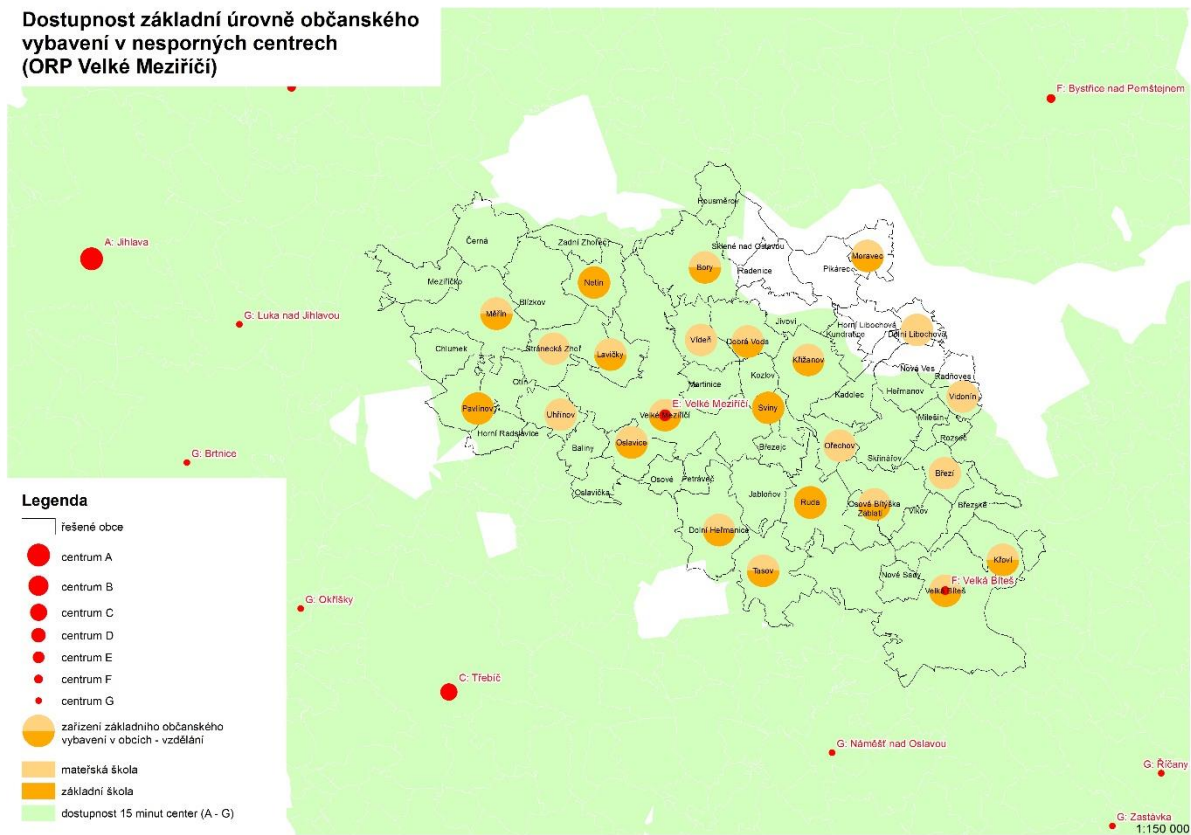 Dostupnost základní úrovně občanského
vybavení v nesporných centrech
(ORP Velké Meziříčí)
F: Bystřice nad Pernštejnem
Rousměrov
A: Jihlava
Černá
Zadní Zhořec
Sklené nad Oslavou
Moravec
Bory
Radenice
Pikárec
Meziříčko
Netín
Blízkov
Měřín
G: Luka nad Jihlavou
Jívoví
Horní Libochová
Kundratice
Dolní Libochová
Vídeň
Dobrá Voda
Chlumek
Stránecká Zhoř
Lavičky
Křižanov
Nová Ves
Radňoves
Otín
Martinice
Kozlov
Kadolec
Heřmanov
Vidonín
Pavlínov
Uhřínov
Velké Meziříčí
E: Velké Meziříčí
Sviny
Milešín
Horní Radslavice
Oslavice
Baliny
Březejc
Ořechov
Rozseč
Skřinářov
G: Brtnice
Březí
Osové
Petráveč
Oslavička
Jabloňov
Ruda
Osová Bítýška
Záblatí
Vlkov
Březské
Dolní Heřmanice
Tasov
Křoví
Nové Sady
F: Velká Bíteš
Velká Bíteš
G: Okříšky
C: Třebíč
G: Náměšť nad Oslavou
G: Říčany
G: Zastávka
1:150 000
Legenda
řešené obce
centrum A
centrum B
centrum C
centrum D
centrum E
centrum F
centrum G
zařízení základního občanského
vybavení v obcích - vzdělání
mateřská škola
základní škola
dostupnost 15 minut center (A - G)